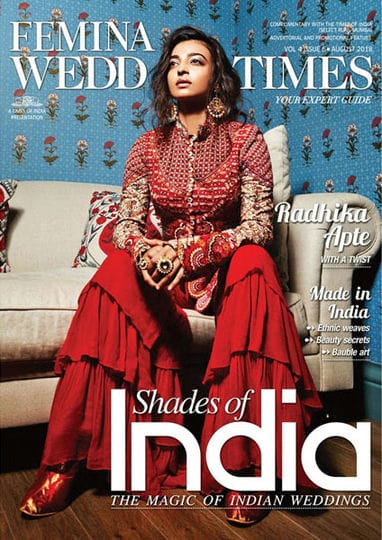 FEMINA
WEDD TIMES
COMPLIMENTARY WITH THE TIMES OF INDIA
(SELECT RUN), MUMBAI
ADVERTORIAL AND PROMOTIONAL FEATURE
VOL 4 ISSUE 5 • AUGUST 2018
YOUR EXPERT GUIDE
A TIMES OF INDIA
PRESENTATION
Radhika
Apte
WITH A TWIST
Made in
India
Ethnic weaves
Beauty secrets
Bauble art
Shades of
India
THE MAGIC OF INDIAN WEDDINGS